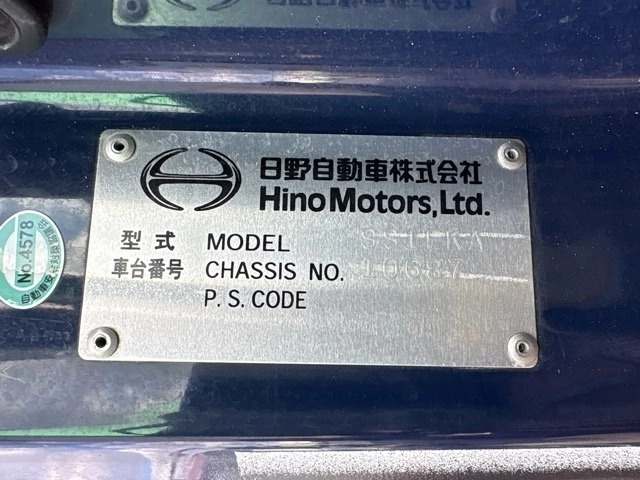 日野自動車株式会社
Hino Motors, Ltd.
型式 MODEL
車台番号 CHASSIS NO.
P. S. CODE
No.4578